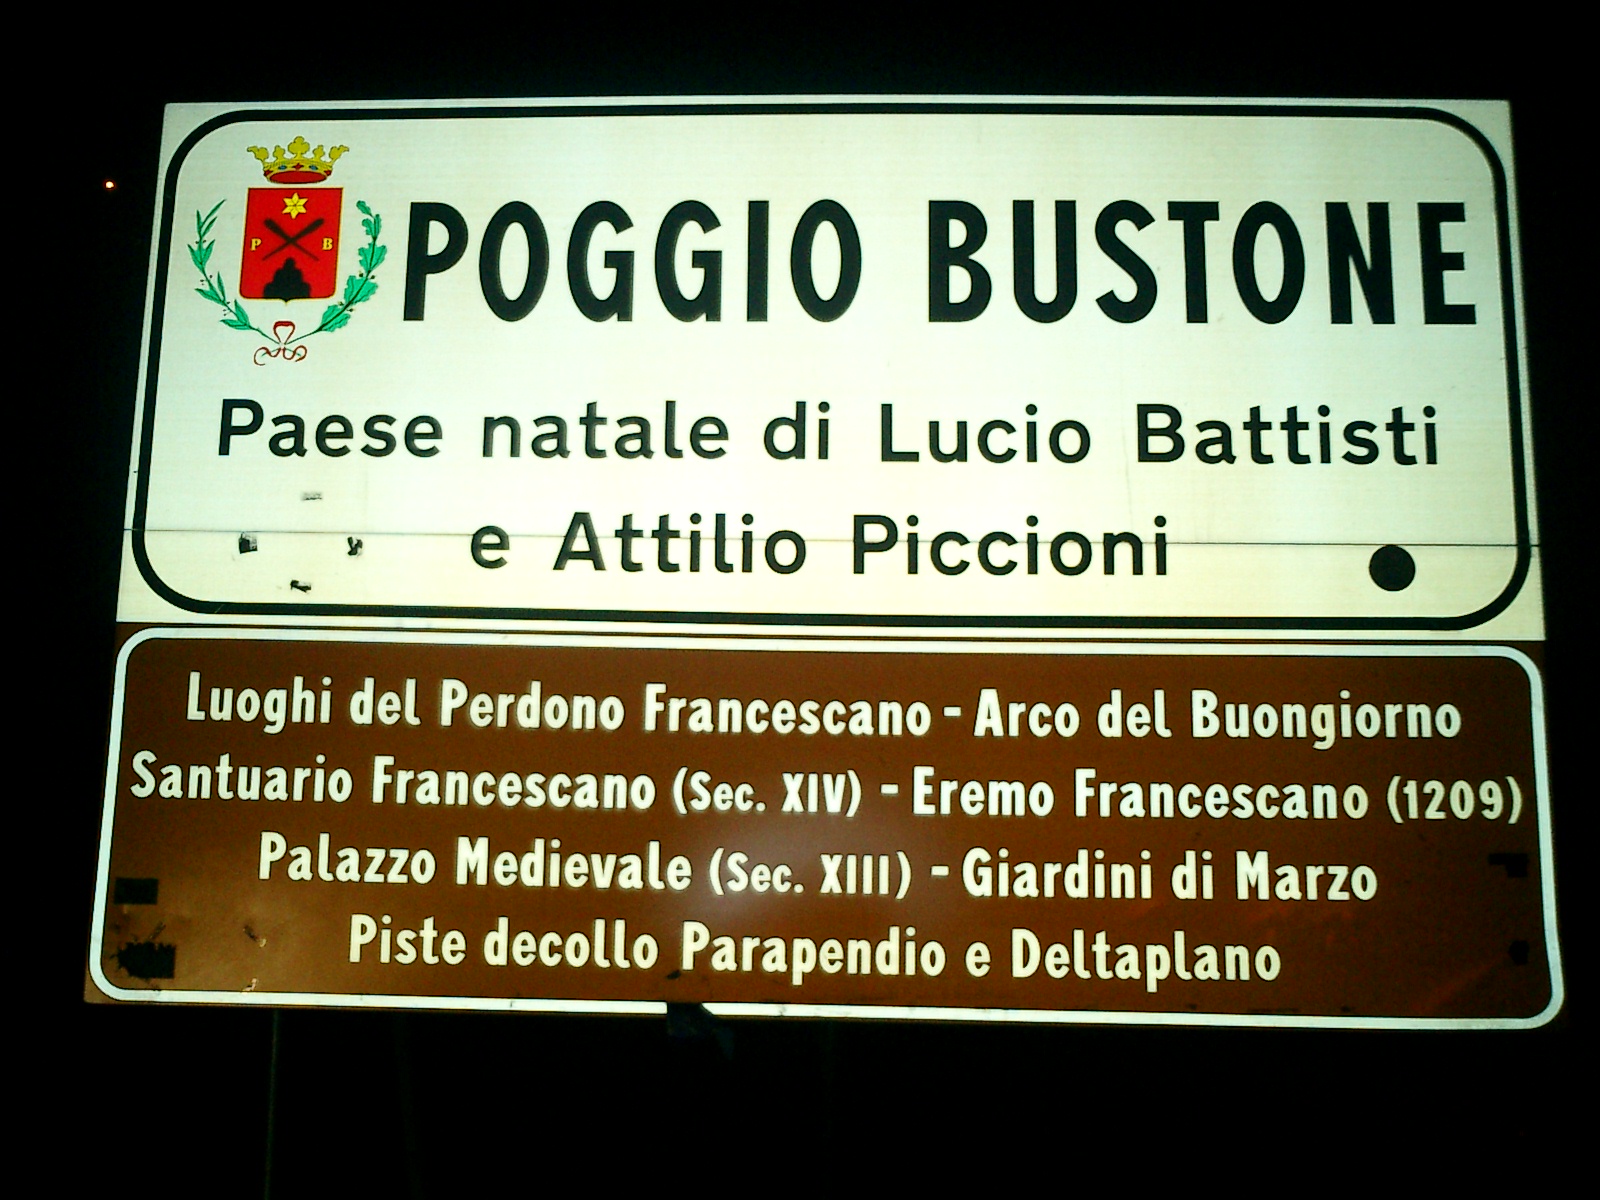 P B
POGGIO BUSTONE
Paese natale di Lucio Battisti
e Attilio Piccioni
Luoghi del Perdono Francescano - Arco del Buongiorno
Santuario Francescano (Sec. XIV) - Eremo Francescano (1209)
Palazzo Medievale (Sec. XIII) - Giardini di Marzo
Piste decollo Parapendio e Deltaplano